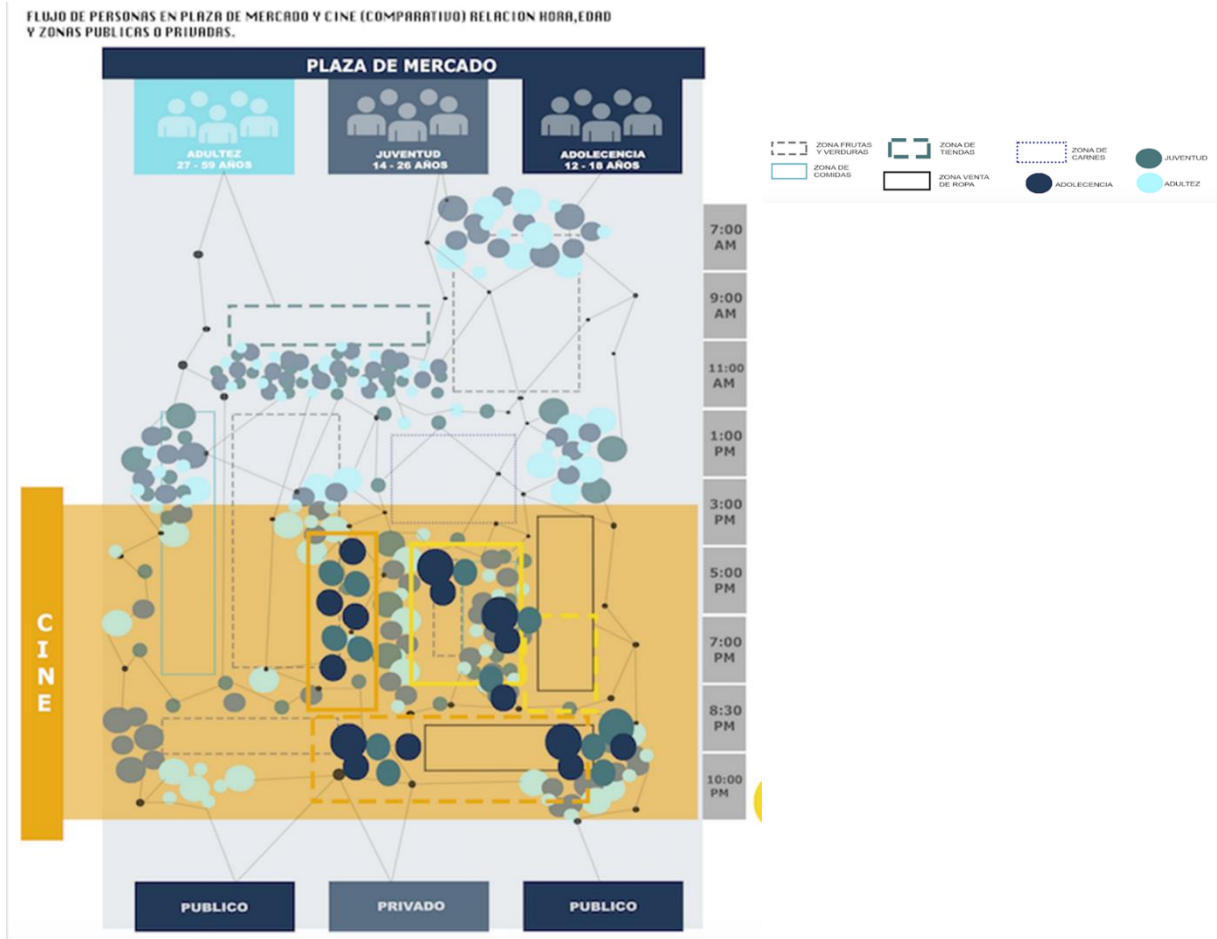 FLUJO DE PERSONAS EN PLAZA DE MERCADO Y CINE (COMPARATIVO) RELACION HORA,EDAD
Y ZONAS PUBLICAS O PRIVADAS.
PLAZA DE MERCADO
ADULTEZ
27 - 59 AÑOS
JUVENTUD
14 - 26 AÑOS
ADOLECENCIA
12 - 18 AÑOS
ZONA FRUTAS
Y VERDURAS
ZONA DE
TIENDAS
ZONA DE
CARNES
JUVENTUD
ZONA DE
COMIDAS
ZONA VENTA
DE ROPA
ADOLECENCIA
ADULTEZ
7:00
AM
9:00
AM
11:00
AM
1:00
PM
3:00
PM
5:00
PM
7:00
PM
8:30
PM
10:00
PM
CINE
PUBLICO
PRIVADO
PUBLICO